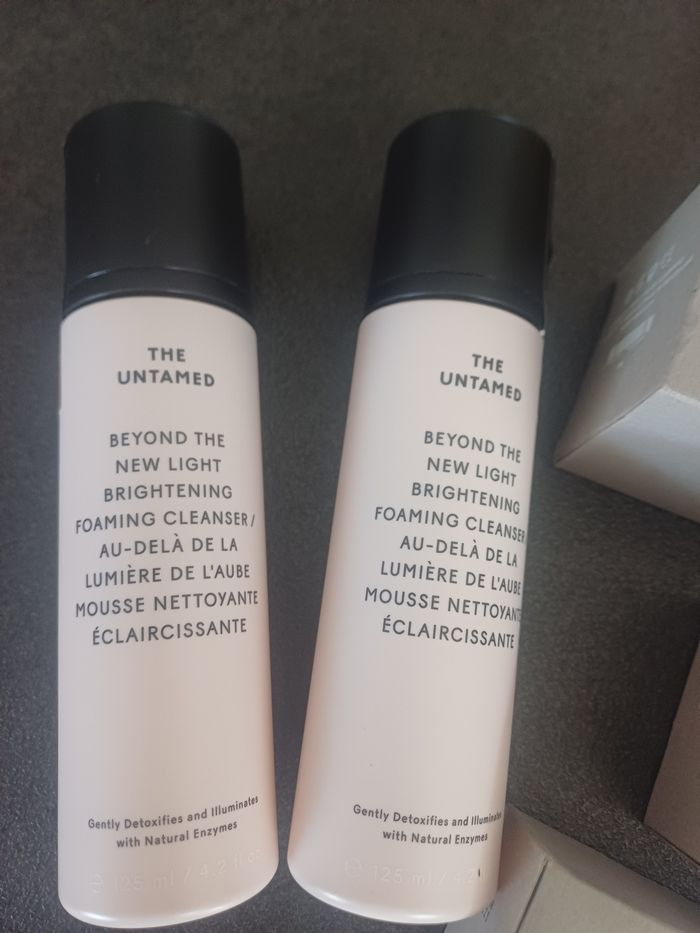 THE
UNTAMED
BEYOND THE
NEW LIGHT
BRIGHTENING
FOAMING CLEANSER /
AU-DELÀ DE LA
LUMIÈRE DE L'AUBE
MOUSSE NETTOYANTE
ÉCLAIRCISSANTE
Gently Detoxifies and Illuminates
with Natural Enzymes
℮ 125 ml / 4.2 fl oz
THE
UNTAMED
BEYOND THE
NEW LIGHT
BRIGHTENING
FOAMING CLEANSER
AU-DELÀ DE LA
LUMIÈRE DE L'AUBE
MOUSSE NETTOYANTE
ÉCLAIRCISSANTE
Gently Detoxifies and Illuminates
with Natural Enzymes
℮ 125 ml / 4.2